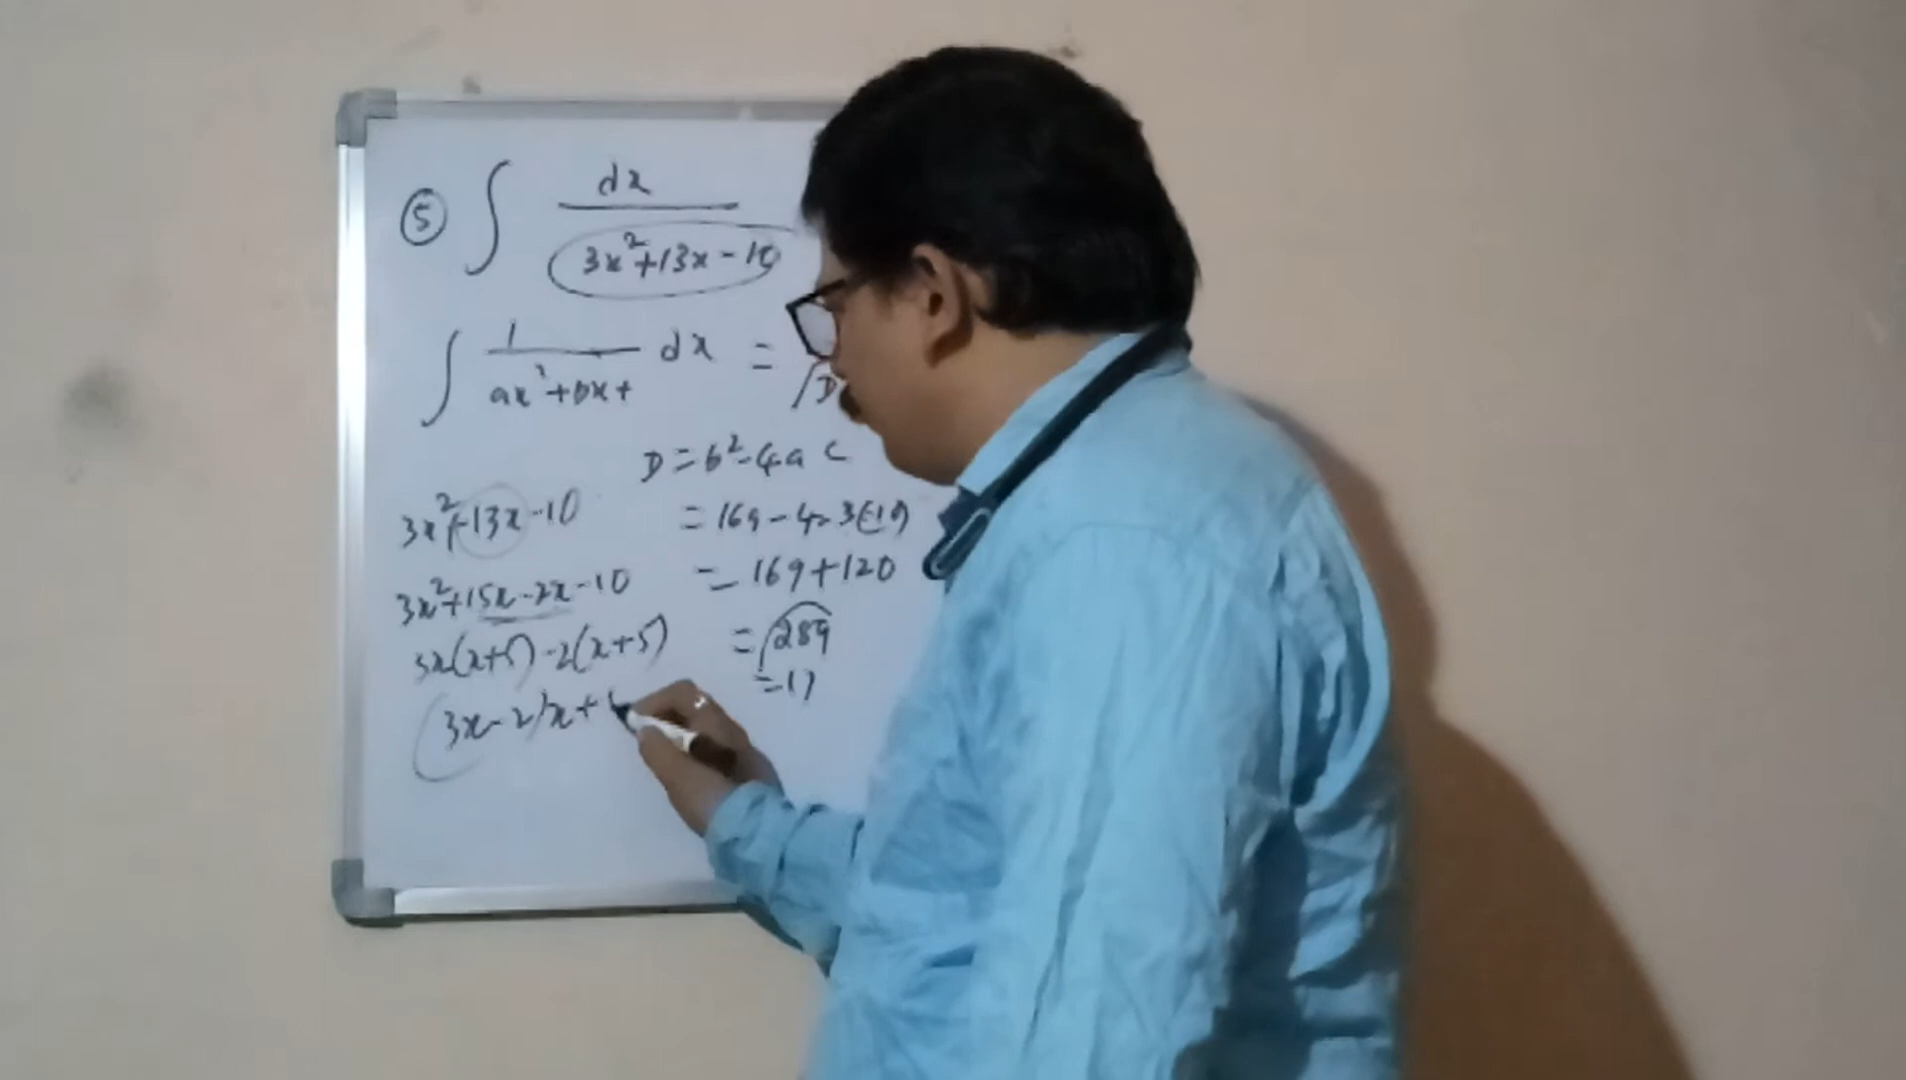 ⑤ ∫ dx / 3x²+13x-10
∫ 1 / ax²+bx+ dx = / √D
D = b²-4ac
3x²+13x-10 = 169-4×3(-10)
3x²+15x-2x-10 = 169+120
3x(x+5)-2(x+5) = √289
=17
(3x-2)(x+